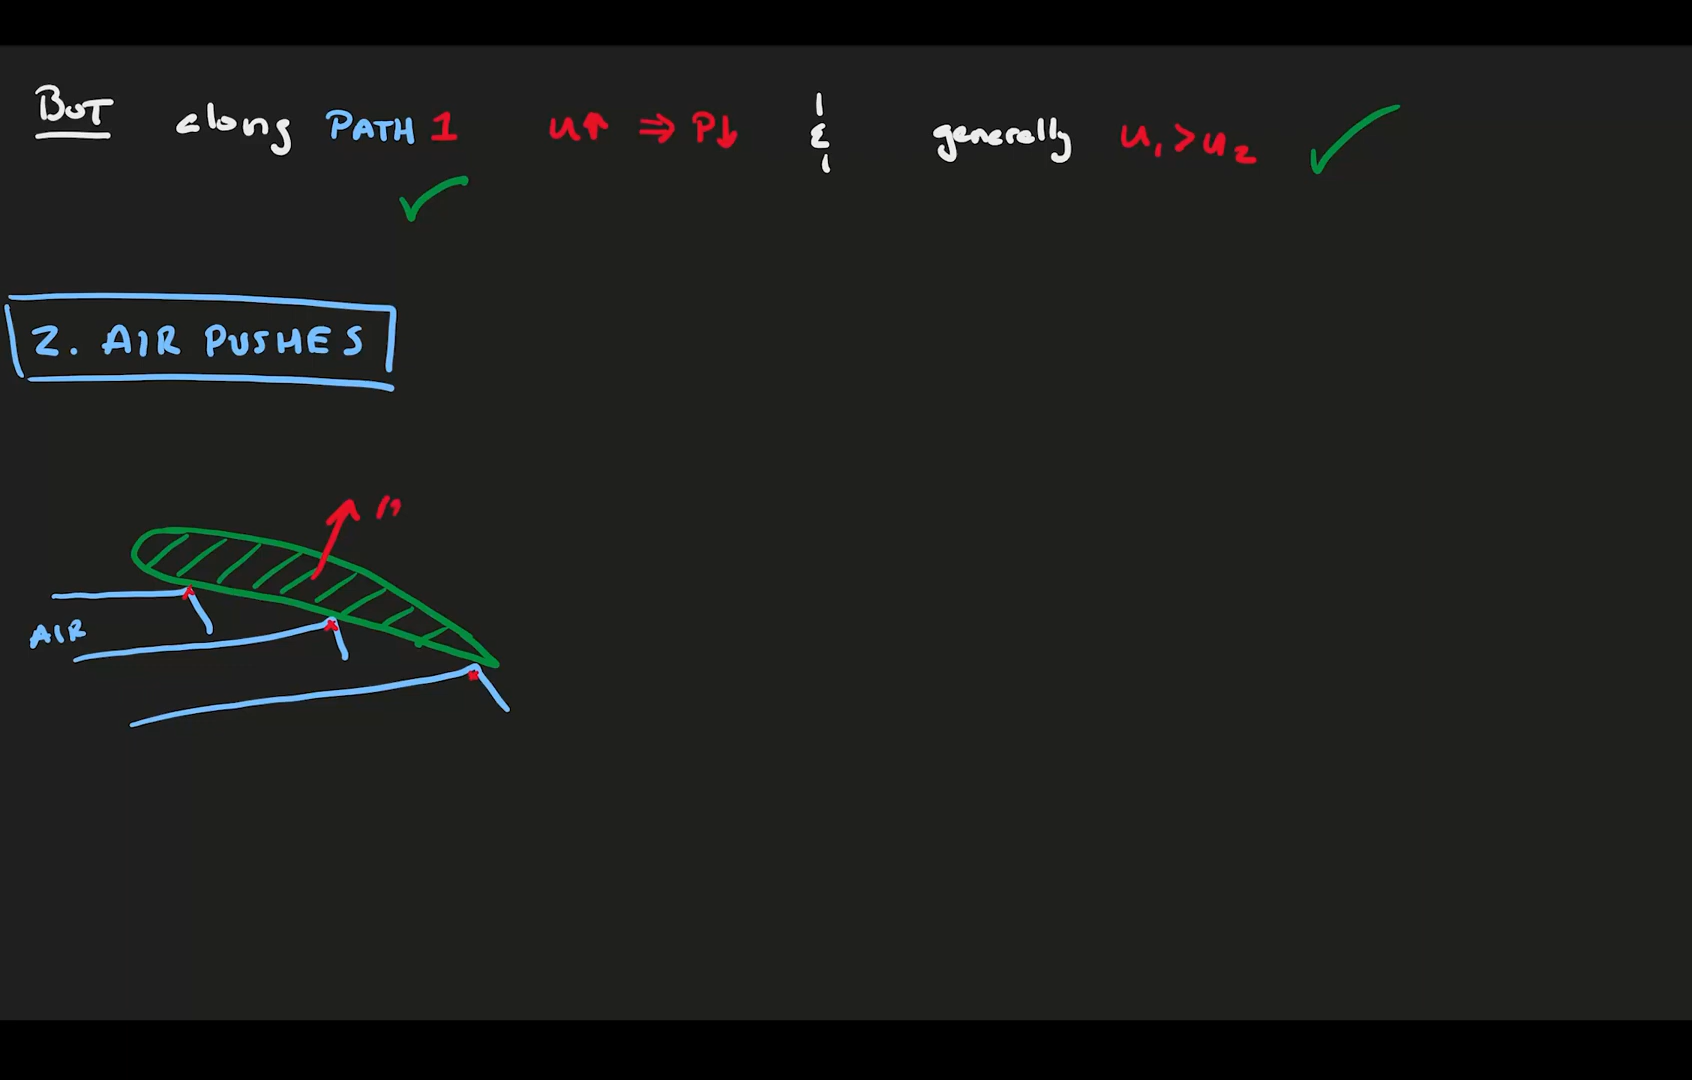 BUT along PATH 1 u↑ ⇒ P↓ & generally u₁ > u₂ ✓
✓
2. AIR PUSHES
AIR